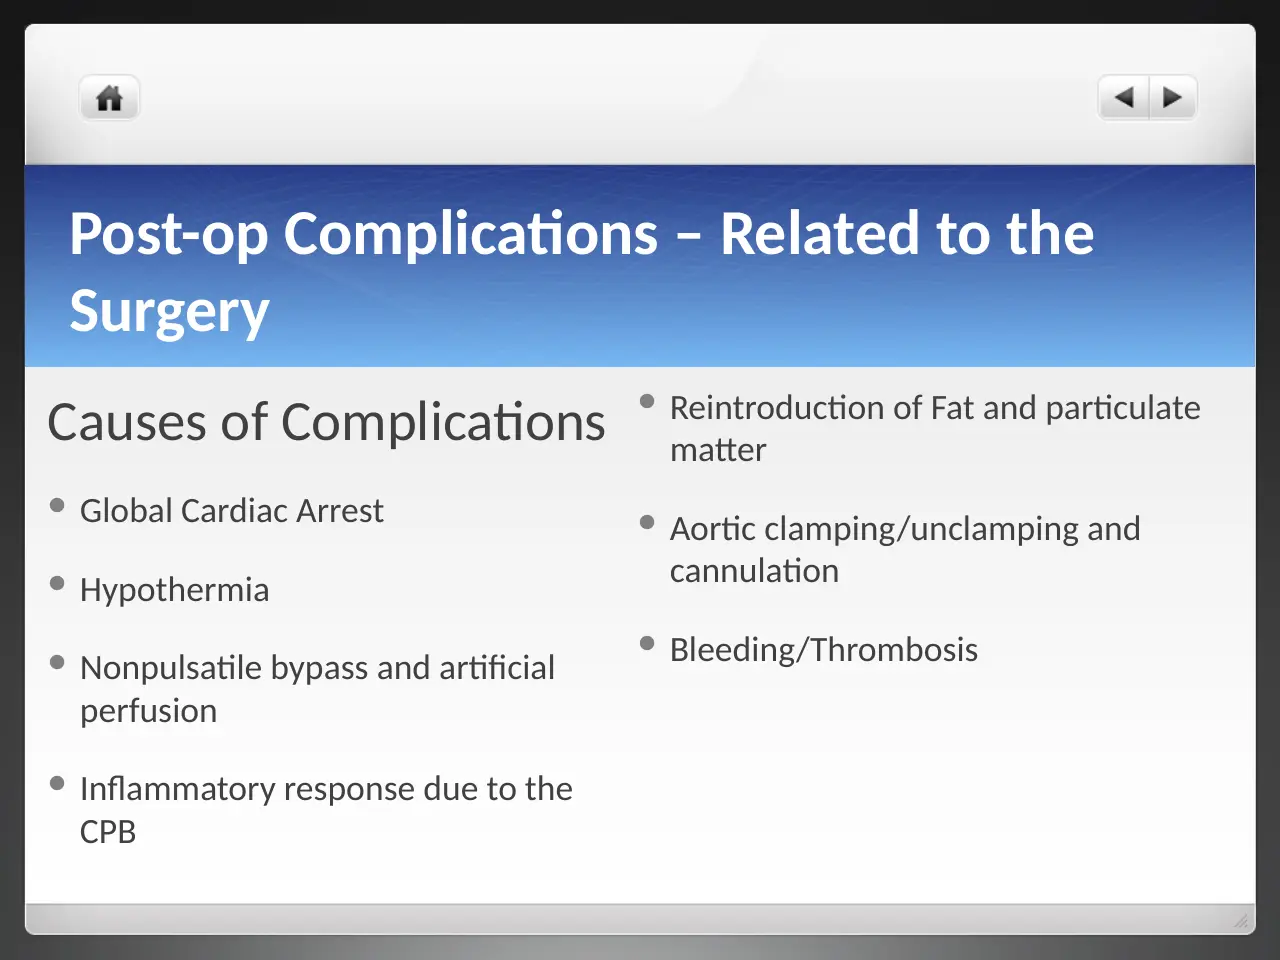 Post-op Complications – Related to the
Surgery
Causes of Complications
• Global Cardiac Arrest
• Hypothermia
• Nonpulsatile bypass and artificial
perfusion
• Inflammatory response due to the
CPB
• Reintroduction of Fat and particulate
matter
• Aortic clamping/unclamping and
cannulation
• Bleeding/Thrombosis